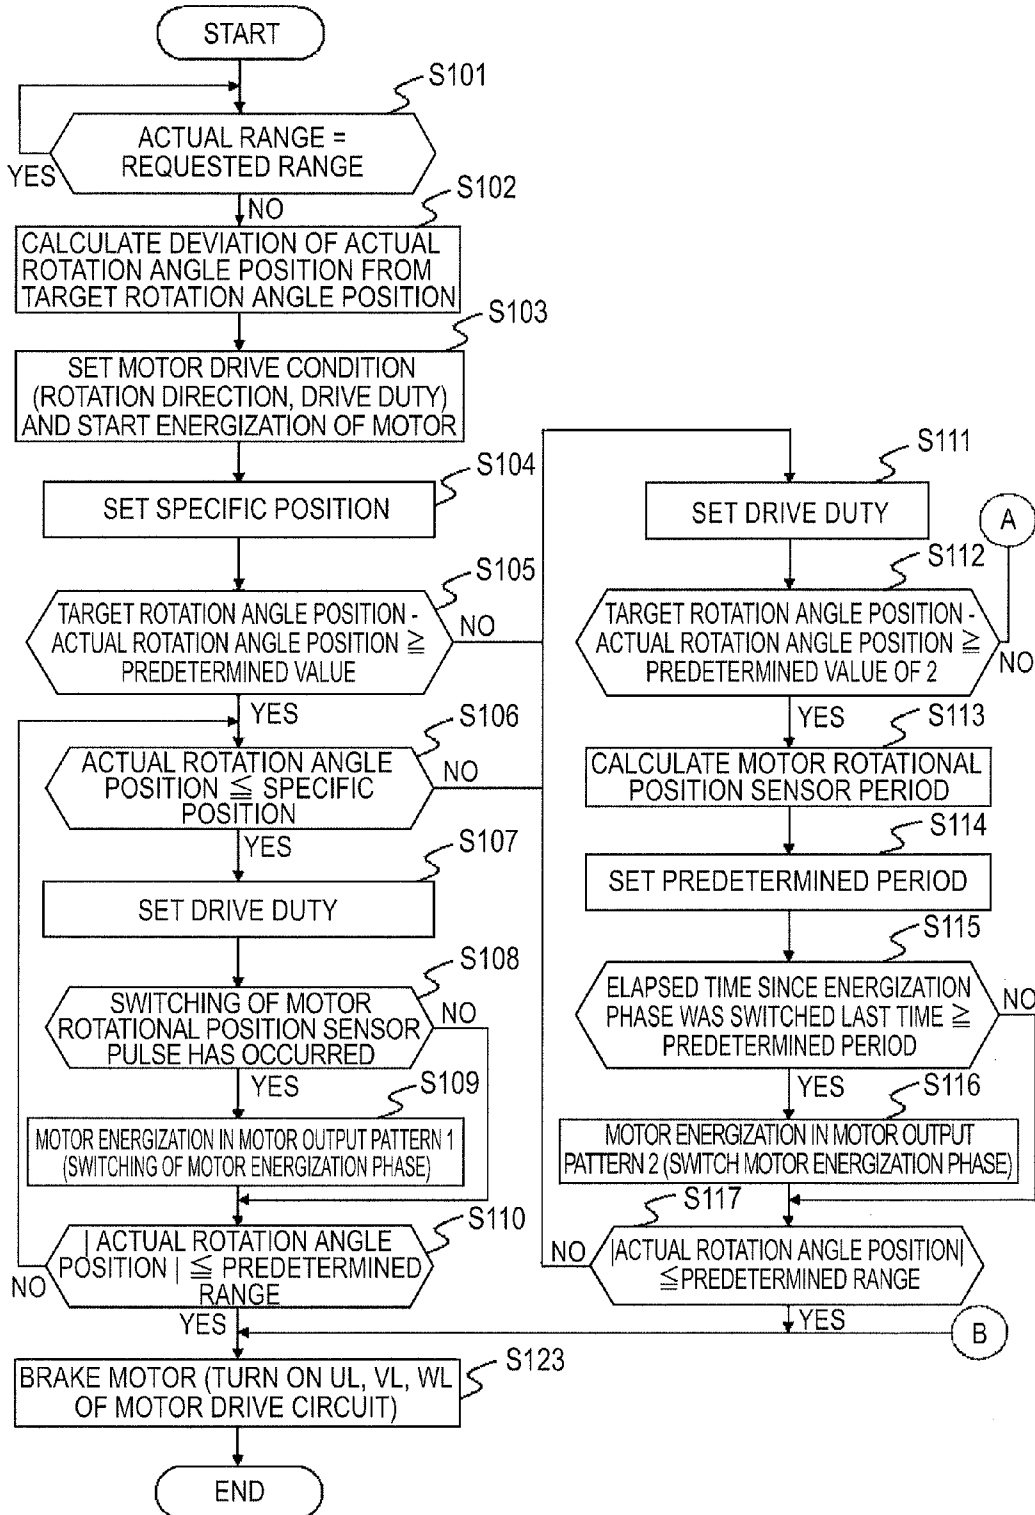 START
S101
ACTUAL RANGE =
REQUESTED RANGE
YES
NO
S102
CALCULATE DEVIATION OF ACTUAL
ROTATION ANGLE POSITION FROM
TARGET ROTATION ANGLE POSITION
S103
SET MOTOR DRIVE CONDITION
(ROTATION DIRECTION, DRIVE DUTY)
AND START ENERGIZATION OF MOTOR
S104
SET SPECIFIC POSITION
S105
TARGET ROTATION ANGLE POSITION -
ACTUAL ROTATION ANGLE POSITION ≧
PREDETERMINED VALUE
NO
YES
S106
ACTUAL ROTATION ANGLE
POSITION ≦ SPECIFIC
POSITION
NO
YES
S107
SET DRIVE DUTY
S108
SWITCHING OF MOTOR
ROTATIONAL POSITION SENSOR
PULSE HAS OCCURRED
NO
YES
S109
MOTOR ENERGIZATION IN MOTOR OUTPUT PATTERN 1
(SWITCHING OF MOTOR ENERGIZATION PHASE)
S110
| ACTUAL ROTATION ANGLE
POSITION | ≦ PREDETERMINED
RANGE
NO
YES
S111
SET DRIVE DUTY
A
S112
TARGET ROTATION ANGLE POSITION -
ACTUAL ROTATION ANGLE POSITION ≧
PREDETERMINED VALUE OF 2
NO
YES
S113
CALCULATE MOTOR ROTATIONAL
POSITION SENSOR PERIOD
S114
SET PREDETERMINED PERIOD
S115
ELAPSED TIME SINCE ENERGIZATION
PHASE WAS SWITCHED LAST TIME ≧
PREDETERMINED PERIOD
NO
YES
S116
MOTOR ENERGIZATION IN MOTOR OUTPUT
PATTERN 2 (SWITCH MOTOR ENERGIZATION PHASE)
S117
|ACTUAL ROTATION ANGLE POSITION|
≦PREDETERMINED RANGE
NO
YES
B
S123
BRAKE MOTOR (TURN ON UL, VL, WL
OF MOTOR DRIVE CIRCUIT)
END